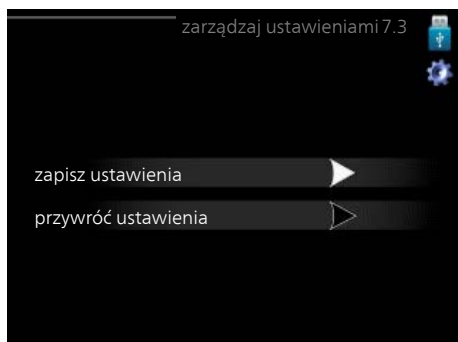 zarządzaj ustawieniami 7.3
zapisz ustawienia
przywróć ustawienia